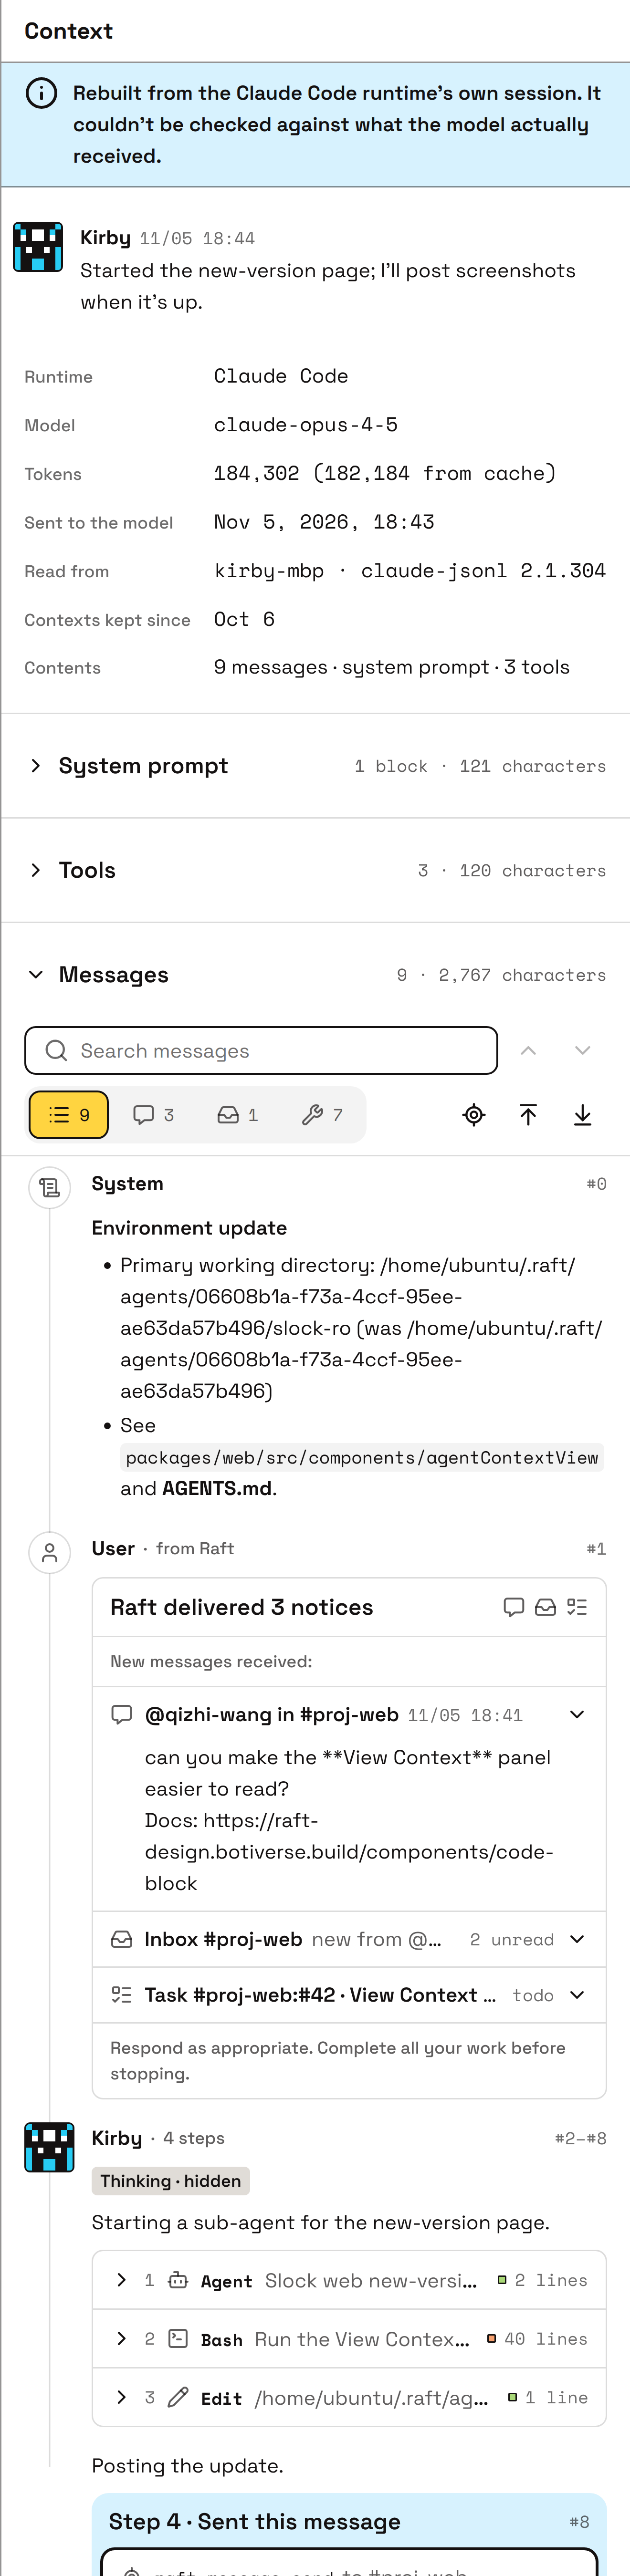 Context
Rebuilt from the Claude Code runtime's own session. It
couldn't be checked against what the model actually
received.
Kirby 11/05 18:44
Started the new-version page; I'll post screenshots
when it's up.
Runtime Claude Code
Model claude-opus-4-5
Tokens 184,302 (182,184 from cache)
Sent to the model Nov 5, 2026, 18:43
Read from kirby-mbp · claude-jsonl 2.1.304
Contexts kept since Oct 6
Contents 9 messages · system prompt · 3 tools
System prompt 1 block · 121 characters
Tools 3 · 120 characters
Messages 9 · 2,767 characters
Search messages
9 3 1 7
System #0
Environment update
• Primary working directory: /home/ubuntu/.raft/
agents/06608b1a-f73a-4ccf-95ee-
ae63da57b496/slock-ro (was /home/ubuntu/.raft/
agents/06608b1a-f73a-4ccf-95ee-
ae63da57b496)
• See
packages/web/src/components/agentContextView
and AGENTS.md.
User · from Raft #1
Raft delivered 3 notices
New messages received:
@qizhi-wang in #proj-web 11/05 18:41
can you make the **View Context** panel
easier to read?
Docs: https://raft-
design.botiverse.build/components/code-
block
Inbox #proj-web new from @... 2 unread
Task #proj-web:#42 · View Context ... todo
Respond as appropriate. Complete all your work before
stopping.
Kirby · 4 steps #2–#8
Thinking · hidden
Starting a sub-agent for the new-version page.
1 Agent Slock web new-versi... 2 lines
2 Bash Run the View Contex... 40 lines
3 Edit /home/ubuntu/.raft/ag... 1 line
Posting the update.
Step 4 · Sent this message #8